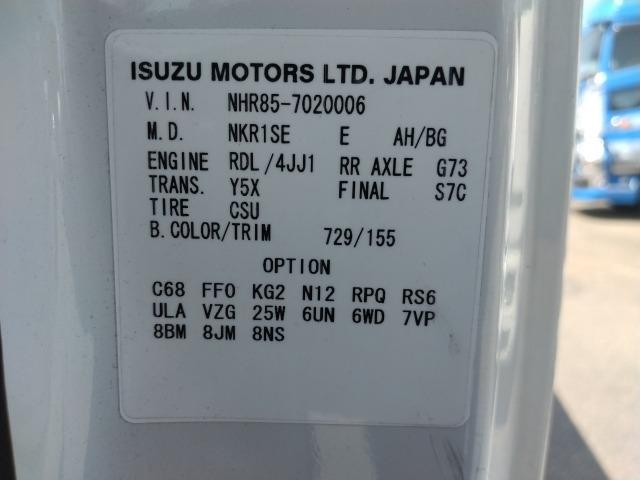 ISUZU MOTORS LTD. JAPAN
V.I.N. NHR85-7020006
M.D. NKR1SE E AH/BG
ENGINE RDL/4JJ1 RR AXLE G73
TRANS. Y5X FINAL S7C
TIRE CSU
B.COLOR/TRIM 729/155
OPTION
C68 FF0 KG2 N12 RPQ RS6
ULA VZG 25W 6UN 6WD 7VP
8BM 8JM 8NS